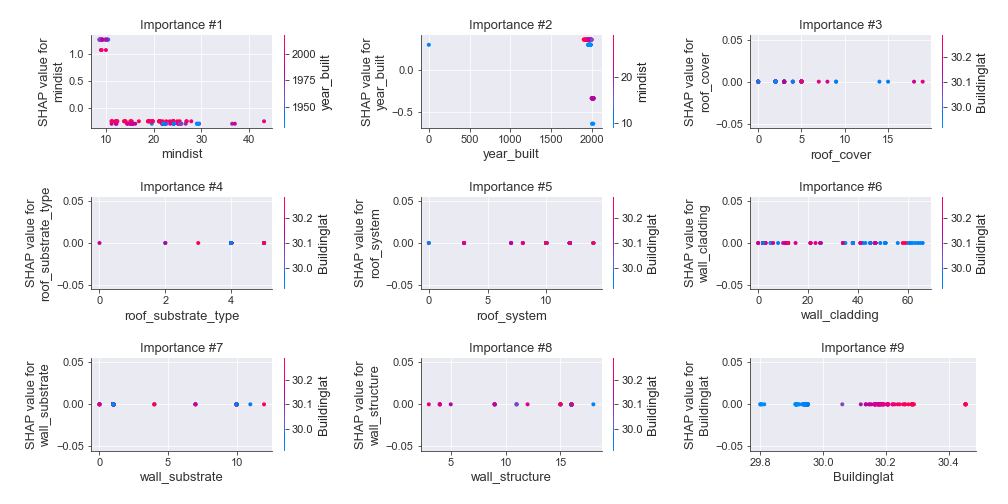 Importance #1
SHAP value for
mindist
1.0
0.5
0.0
10
20
30
40
mindist
2000
1975
1950
year_built
Importance #2
SHAP value for
year_built
0.0
−0.5
0
500
1000
1500
2000
year_built
20
10
mindist
Importance #3
SHAP value for
roof_cover
0.05
0.00
−0.05
0
5
10
15
roof_cover
30.2
30.1
30.0
Buildinglat
Importance #4
SHAP value for
roof_substrate_type
0.05
0.00
−0.05
0
2
4
roof_substrate_type
30.2
30.1
30.0
Buildinglat
Importance #5
SHAP value for
roof_system
0.05
0.00
−0.05
0
5
10
roof_system
30.2
30.1
30.0
Buildinglat
Importance #6
SHAP value for
wall_cladding
0.05
0.00
−0.05
0
20
40
60
wall_cladding
30.2
30.1
30.0
Buildinglat
Importance #7
SHAP value for
wall_substrate
0.05
0.00
−0.05
0
5
10
wall_substrate
30.2
30.1
30.0
Buildinglat
Importance #8
SHAP value for
wall_structure
0.05
0.00
−0.05
5
10
15
wall_structure
30.2
30.1
30.0
Buildinglat
Importance #9
SHAP value for
Buildinglat
0.05
0.00
−0.05
29.8
30.0
30.2
30.4
Buildinglat